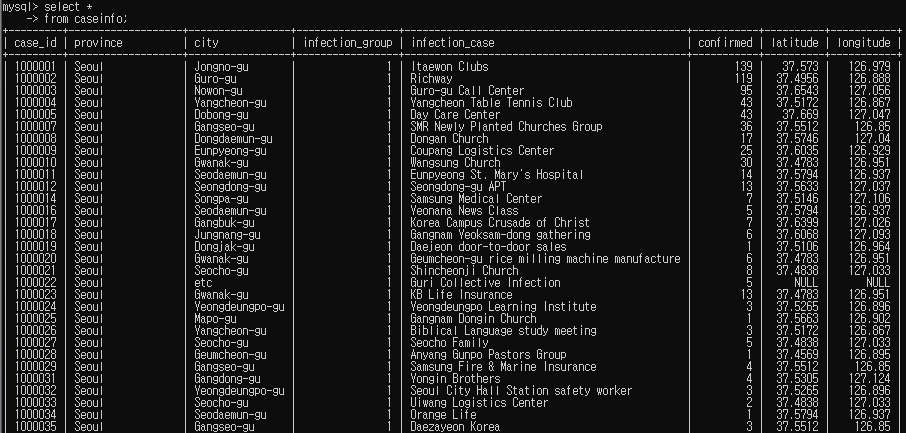 mysql> select *
-> from caseinfo;
| case_id | province | city | infection_group | infection_case | confirmed | latitude | longitude |
| 1000001 | Seoul | Jongno-gu | 1 | Itaewon Clubs | 139 | 37.573 | 126.979 |
| 1000002 | Seoul | Guro-gu | 1 | Richway | 119 | 37.4956 | 126.888 |
| 1000003 | Seoul | Nowon-gu | 1 | Guro-gu Call Center | 95 | 37.6543 | 127.056 |
| 1000004 | Seoul | Yangcheon-gu | 1 | Yangcheon Table Tennis Club | 43 | 37.5172 | 126.867 |
| 1000005 | Seoul | Dobong-gu | 1 | Day Care Center | 43 | 37.669 | 127.047 |
| 1000007 | Seoul | Gangseo-gu | 1 | SMR Newly Planted Churches Group | 36 | 37.5512 | 126.85 |
| 1000008 | Seoul | Dongdaemun-gu | 1 | Dongan Church | 17 | 37.5746 | 127.04 |
| 1000009 | Seoul | Eunpyeong-gu | 1 | Coupang Logistics Center | 25 | 37.6035 | 126.929 |
| 1000010 | Seoul | Gwanak-gu | 1 | Wangsung Church | 30 | 37.4783 | 126.951 |
| 1000011 | Seoul | Seodaemun-gu | 1 | Eunpyeong St. Mary's Hospital | 14 | 37.5794 | 126.937 |
| 1000012 | Seoul | Seongdong-gu | 1 | Seongdong-gu APT | 13 | 37.5633 | 127.037 |
| 1000014 | Seoul | Songpa-gu | 1 | Samsung Medical Center | 7 | 37.5146 | 127.106 |
| 1000016 | Seoul | Seodaemun-gu | 1 | Yeonana News Class | 5 | 37.5794 | 126.937 |
| 1000017 | Seoul | Gangbuk-gu | 1 | Korea Campus Crusade of Christ | 7 | 37.6399 | 127.026 |
| 1000018 | Seoul | Jungnang-gu | 1 | Gangnam Yeoksam-dong gathering | 6 | 37.6068 | 127.093 |
| 1000019 | Seoul | Dongjak-gu | 1 | Daejeon door-to-door sales | 1 | 37.5106 | 126.964 |
| 1000020 | Seoul | Gwanak-gu | 1 | Geumcheon-gu rice milling machine manufacture | 6 | 37.4783 | 126.951 |
| 1000021 | Seoul | Seocho-gu | 1 | Shincheonji Church | 8 | 37.4838 | 127.033 |
| 1000022 | Seoul | etc | 1 | Guri Collective Infection | 5 | NULL | NULL |
| 1000023 | Seoul | Gwanak-gu | 1 | KB Life Insurance | 13 | 37.4783 | 126.951 |
| 1000024 | Seoul | Yeongdeungpo-gu | 1 | Yeongdeungpo Learning Institute | 3 | 37.5265 | 126.896 |
| 1000025 | Seoul | Mapo-gu | 1 | Gangnam Dongin Church | 1 | 37.5663 | 126.902 |
| 1000026 | Seoul | Yangcheon-gu | 1 | Biblical Language study meeting | 3 | 37.5172 | 126.867 |
| 1000027 | Seoul | Seocho-gu | 1 | Seocho Family | 5 | 37.4838 | 127.033 |
| 1000028 | Seoul | Geumcheon-gu | 1 | Anyang Gunpo Pastors Group | 1 | 37.4569 | 126.895 |
| 1000029 | Seoul | Gangseo-gu | 1 | Samsung Fire & Marine Insurance | 4 | 37.5512 | 126.85 |
| 1000031 | Seoul | Gangdong-gu | 1 | Yongin Brothers | 4 | 37.5305 | 127.124 |
| 1000032 | Seoul | Yeongdeungpo-gu | 1 | Seoul City Hall Station safety worker | 3 | 37.5265 | 126.896 |
| 1000033 | Seoul | Seocho-gu | 1 | Uiwang Logistics Center | 2 | 37.4838 | 127.033 |
| 1000034 | Seoul | Seodaemun-gu | 1 | Orange Life | 1 | 37.5794 | 126.937 |
| 1000035 | Seoul | Gangseo-gu | 1 | Daezayeon Korea | 3 | 37.5512 | 126.85 |